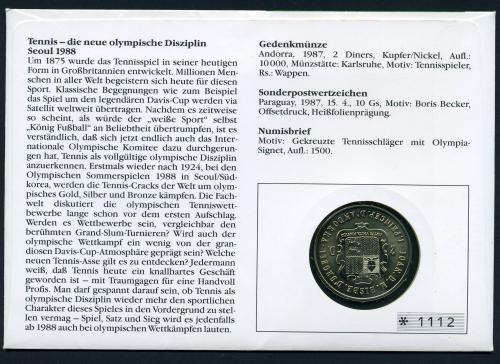 Tennis – die neue olympische Disziplin
Seoul 1988
Um 1875 wurde das Tennisspiel in seiner heutigen
Form in Großbritannien entwickelt. Millionen Men-
schen in aller Welt begeistern sich heute für diesen
Sport. Klassische Begegnungen wie zum Beispiel
das Spiel um den legendären Davis-Cup werden via
Satellit weltweit übertragen. Nachdem es zeitweise
so scheint, als würde der „weiße Sport“ selbst
„König Fußball“ an Beliebtheit übertrumpfen, ist es
verständlich, daß sich jetzt endlich auch das Inter-
nationale Olympische Komitee dazu durchgerun-
gen hat, Tennis als vollgültige olympische Disziplin
anzuerkennen. Erstmals wieder nach 1924, bei den
Olympischen Sommerspielen 1988 in Seoul/Süd-
korea, werden die Tennis-Cracks der Welt um olym-
pisches Gold, Silber und Bronze kämpfen. Die Fach-
welt diskutiert die olympischen Tenniswett-
bewerbe lange schon vor dem ersten Aufschlag.
Werden es Wettbewerbe sein, vergleichbar den
berühmten Grand-Slum-Turnieren? Wird auch der
olympische Wettkampf ein wenig von der gran-
diosen Davis-Cup-Atmosphäre geprägt sein? Welche
neuen Tennis-Asse gilt es zu entdecken? Jedermann
weiß, daß Tennis heute ein knallhartes Geschäft
geworden ist – mit Traumgagen für eine Handvoll
Profis. Man darf gespannt darauf sein, ob Tennis als
olympische Disziplin wieder mehr den sportlichen
Charakter dieses Spieles in den Vordergrund zu stel-
len vermag – Spiel, Satz und Sieg wird es jedenfalls
ab 1988 auch bei olympischen Wettkämpfen lauten.
Gedenkmünze
Andorra, 1987, 2 Diners, Kupfer/Nickel, Aufl.:
10000, Münzstätte: Karlsruhe, Motiv: Tennisspieler,
Rs.: Wappen.
Sonderpostwertzeichen
Paraguay, 1987, 15. 4., 10 Gs, Motiv: Boris Becker,
Offsetdruck, Heißfolienprägung.
Numisbrief
Motiv: Gekreuzte Tennisschläger mit Olympia-
Signet, Aufl.: 1500.
* 1112